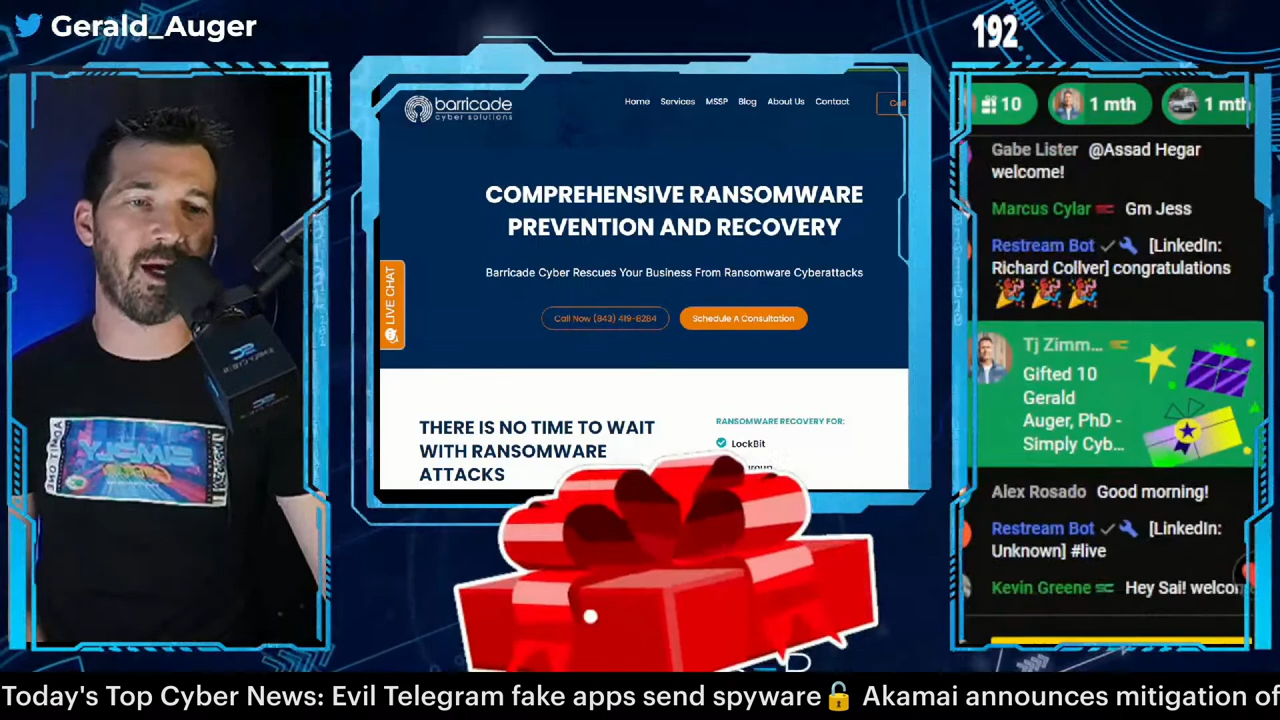 Gerald_Auger
192
barricade
cyber solutions
Home Services MSSP Blog About Us Contact
Call
COMPREHENSIVE RANSOMWARE
PREVENTION AND RECOVERY
Barricade Cyber Rescues Your Business From Ransomware Cyberattacks
LIVE CHAT
Call Now (843) 419-8284
Schedule A Consultation
THERE IS NO TIME TO WAIT
WITH RANSOMWARE
ATTACKS
RANSOMWARE RECOVERY FOR:
LockBit
10 1 mth 1 mth
Gabe Lister @Assad Hegar
welcome!
Marcus Cylar Gm Jess
Restream Bot [LinkedIn:
Richard Collver] congratulations
🎉 🎉 🎉
Tj Zimm...
Gifted 10
Gerald
Auger, PhD -
Simply Cyb...
Alex Rosado Good morning!
Restream Bot [LinkedIn:
Unknown] #live
Kevin Greene Hey Sai! welcom
Today's Top Cyber News: Evil Telegram fake apps send spyware🔓 Akamai announces mitigation of